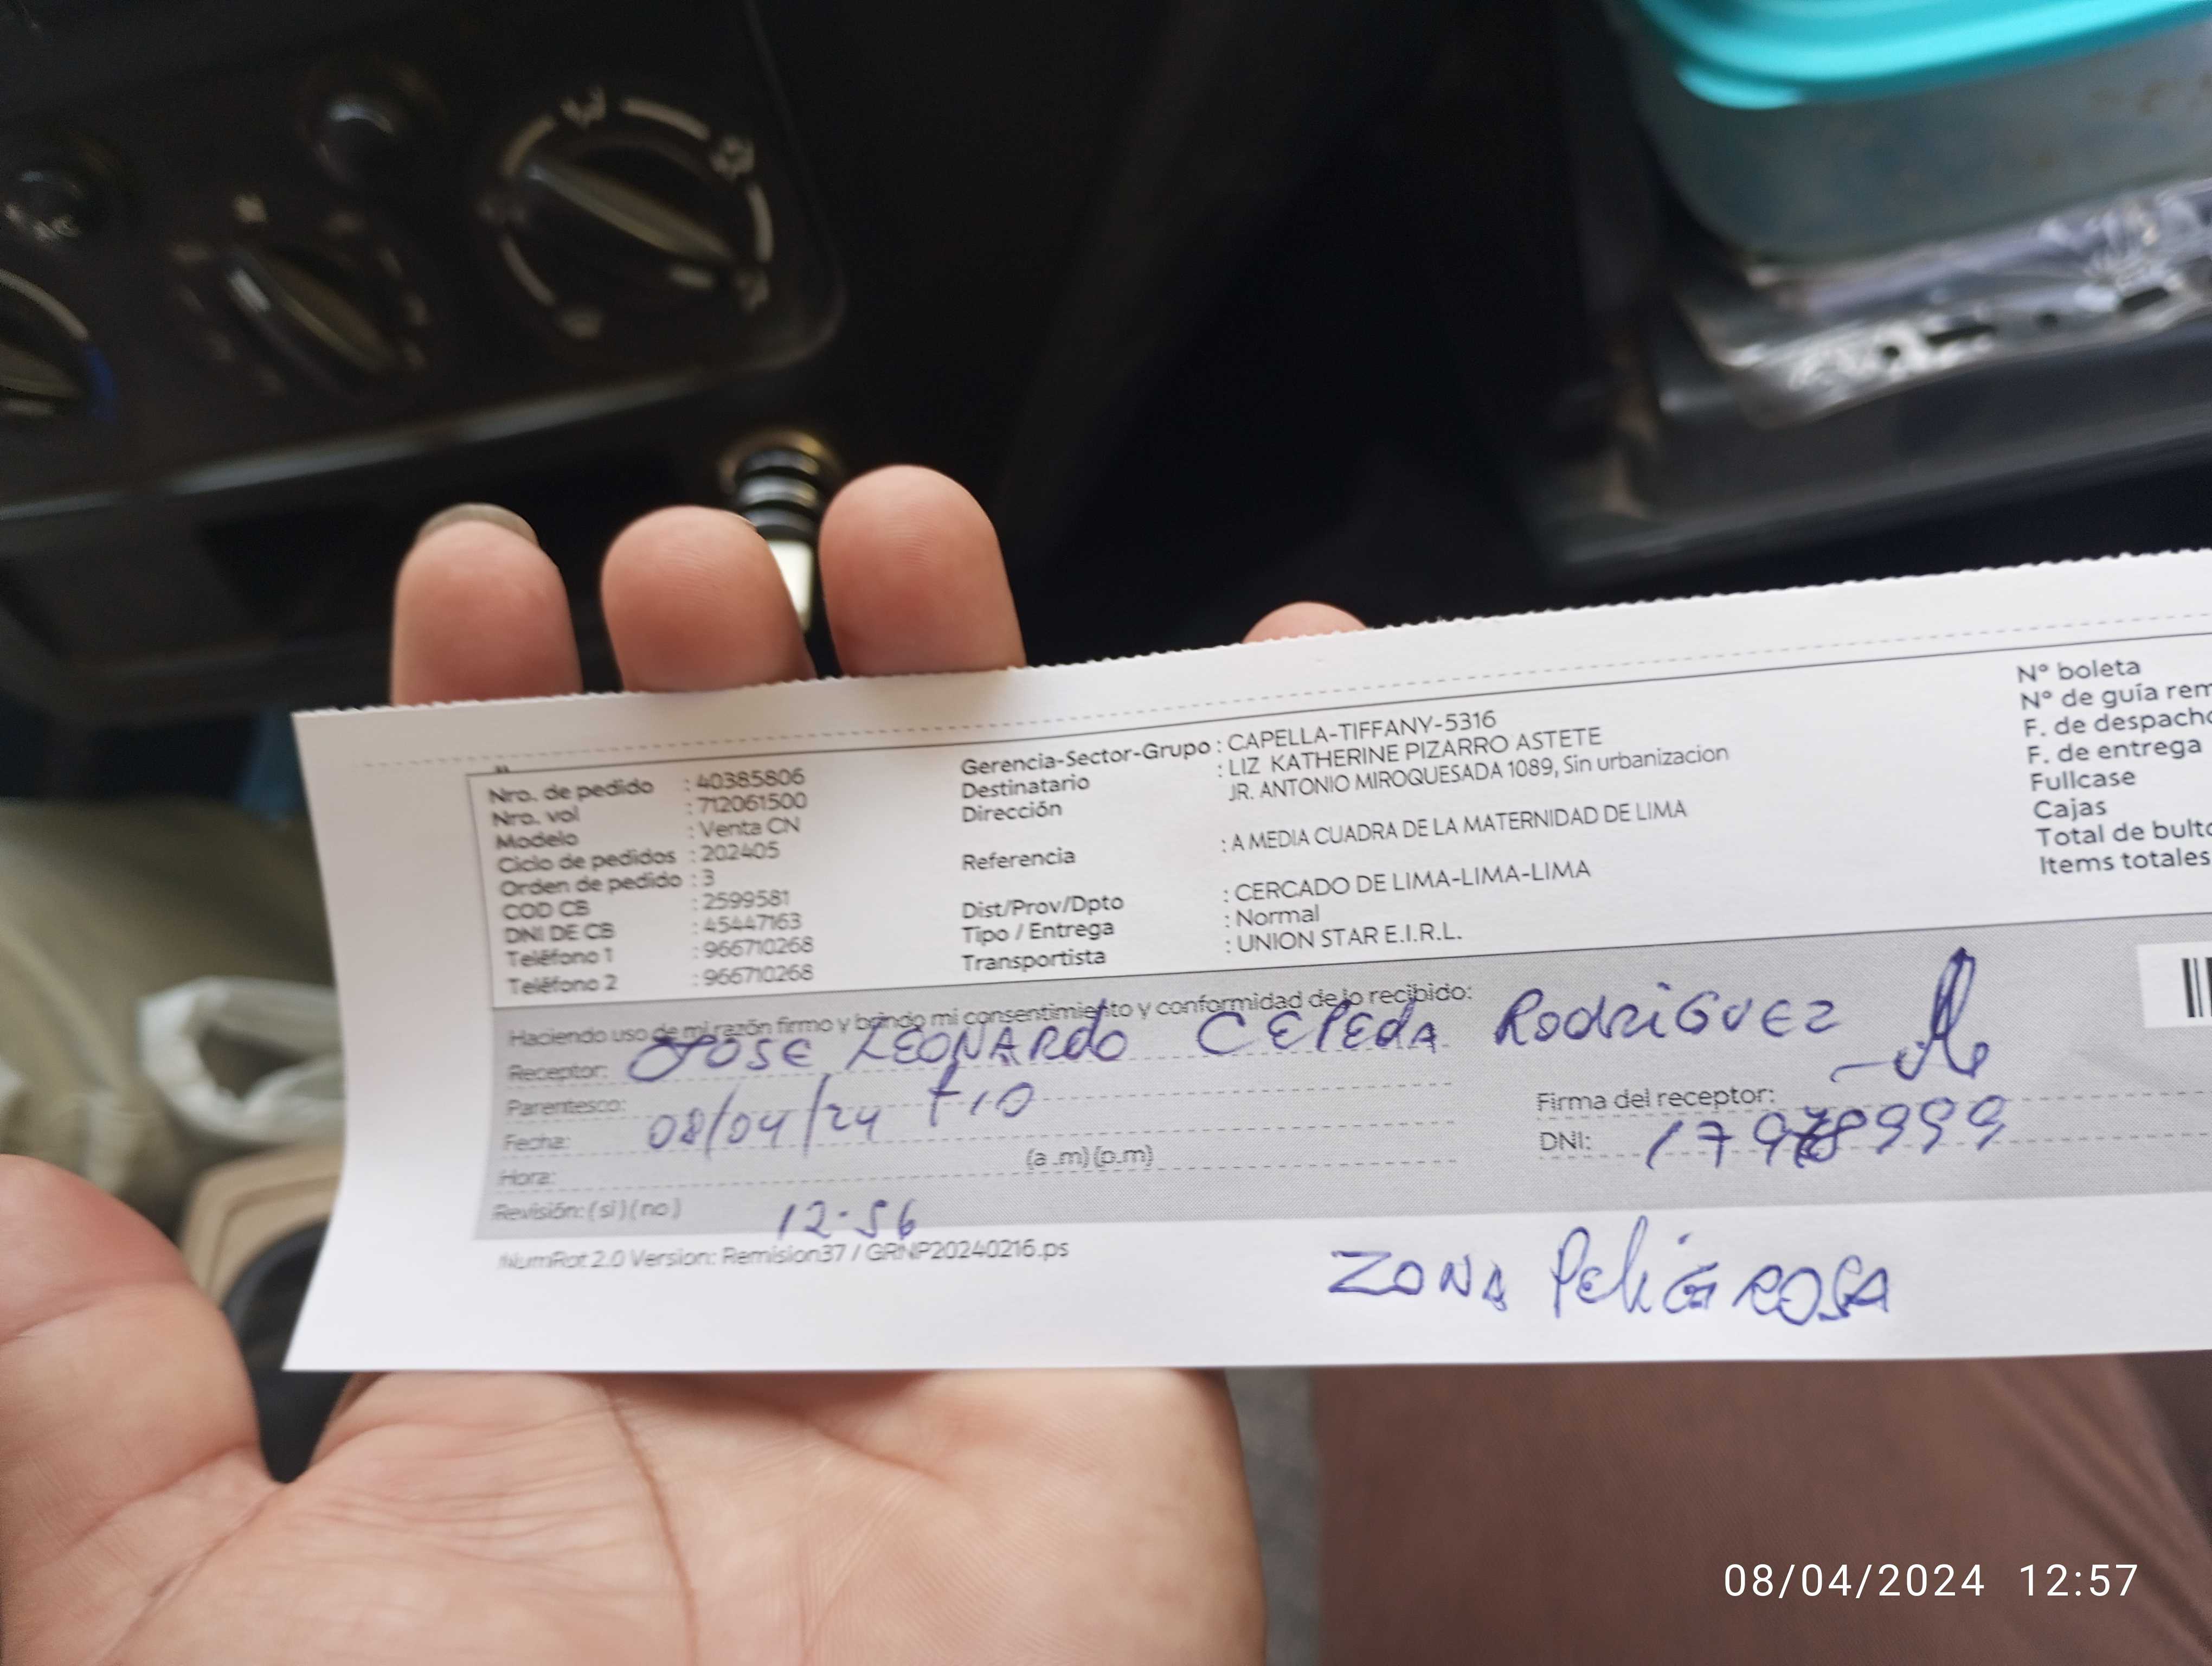 Nro. de pedido : 40385806
Nro. vol : 712061500
Modelo : Venta CN
Ciclo de pedidos : 202405
Orden de pedido : 3
COD CB : 2599581
DNI DE CB : 45447163
Teléfono 1 : 966710268
Teléfono 2 : 966710268
Gerencia-Sector-Grupo : CAPELLA-TIFFANY-5316
Destinatario : LIZ KATHERINE PIZARRO ASTETE
Dirección JR. ANTONIO MIROQUESADA 1089, Sin urbanizacion
Referencia : A MEDIA CUADRA DE LA MATERNIDAD DE LIMA
Dist/Prov/Dpto : CERCADO DE LIMA-LIMA-LIMA
Tipo / Entrega : Normal
Transportista : UNION STAR E.I.R.L.
N° boleta
N° de guía rem
F. de despacho
F. de entrega
Fullcase
Cajas
Total de bulto
Items totales
Haciendo uso de mi razón firmo y brindo mi consentimiento y conformidad de lo recibido:
Receptor: JOSE LEONARDO CEPEDA RODRIGUEZ
Parentesco: TIO
Fecha: 08/04/24
Hora: (a .m) (p.m)
Revisión: ( si ) ( no ) 12.56
Firma del receptor:
DNI:
NumRot 2.0 Version: Remision37 / GRNP20240216.ps
ZONA PELIGROSA
08/04/2024 12:57